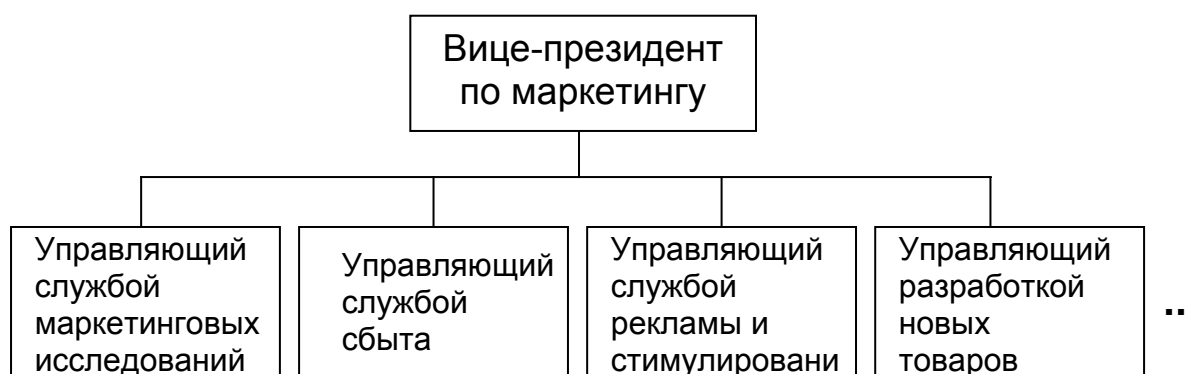 Вице-президент
по маркетингу
Управляющий
службой
маркетинговых
исследований
Управляющий
службой
сбыта
Управляющий
службой
рекламы и
стимулировани
Управляющий
разработкой
новых
товаров
..